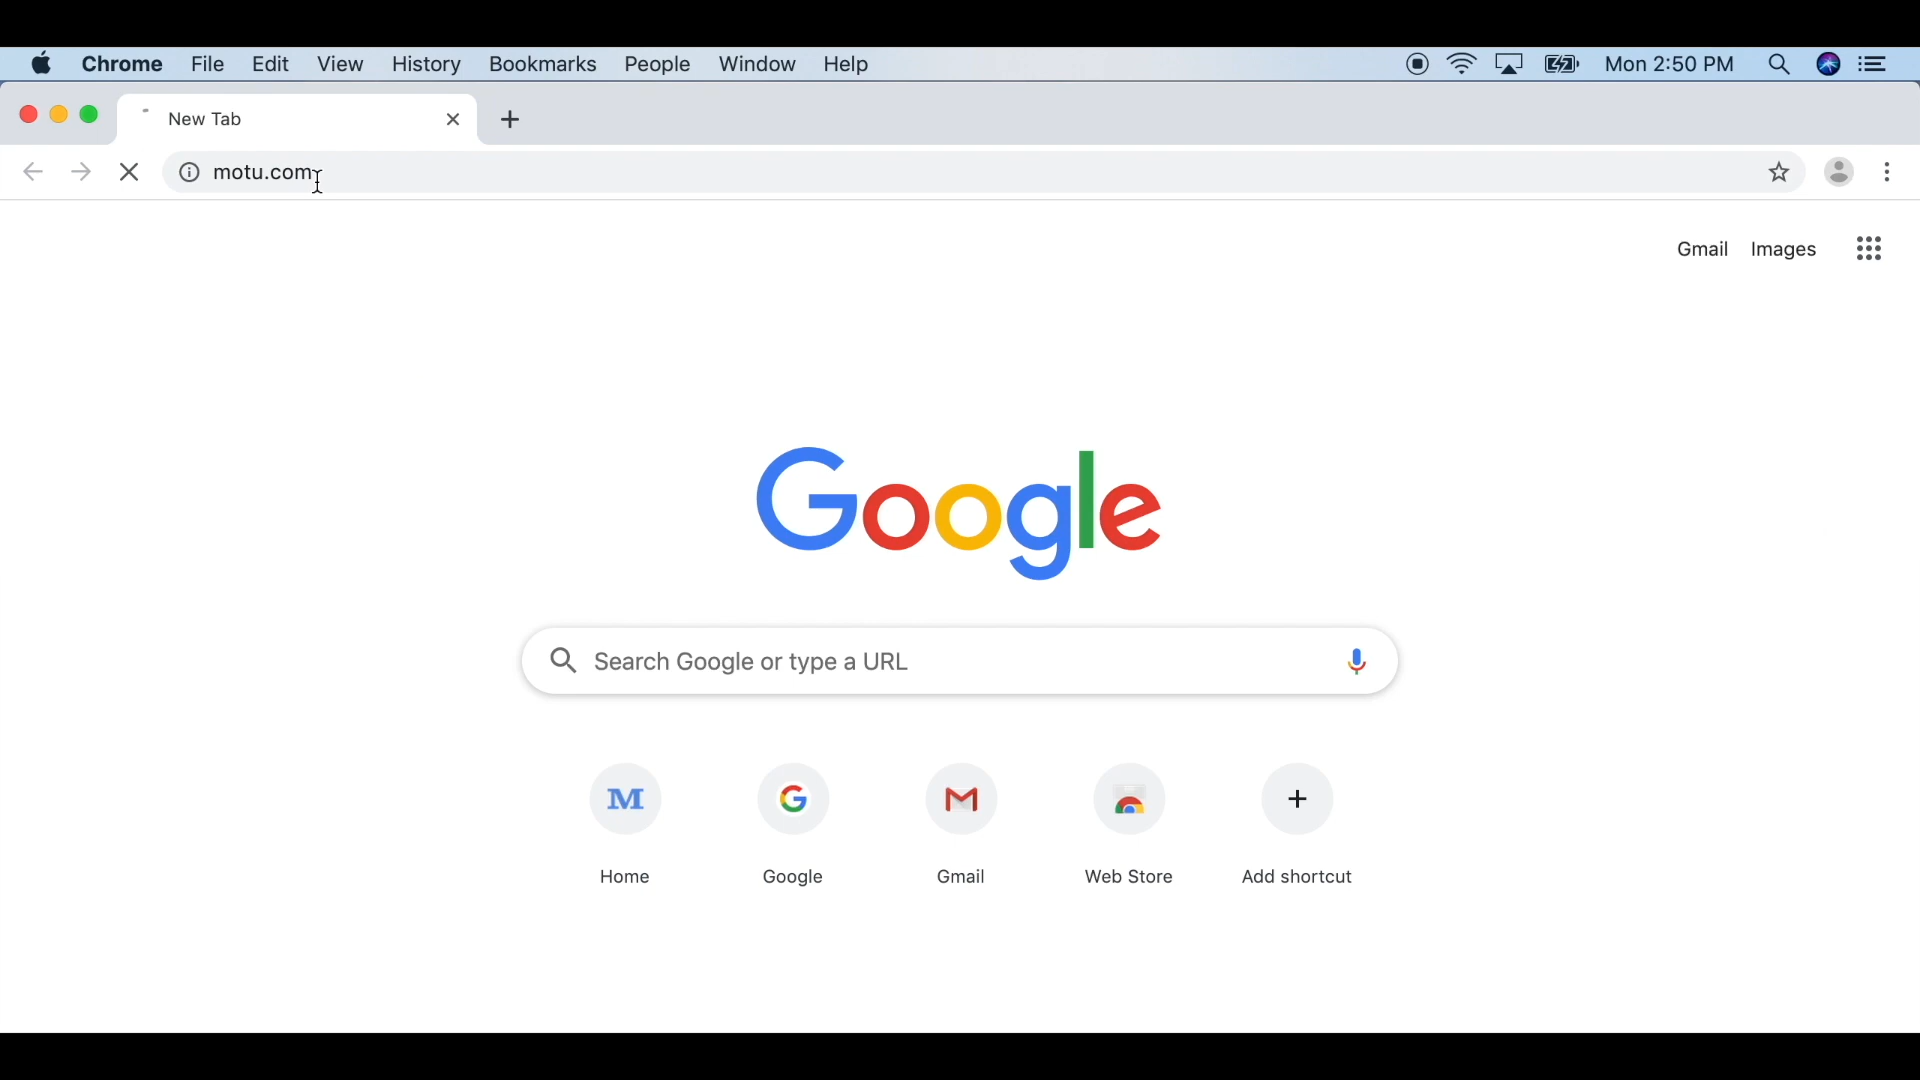 Chrome File Edit View History Bookmarks People Window Help Mon 2:50 PM
New Tab
motu.com
Gmail Images
Google
Search Google or type a URL
M
G
M
Home Google Gmail Web Store Add shortcut